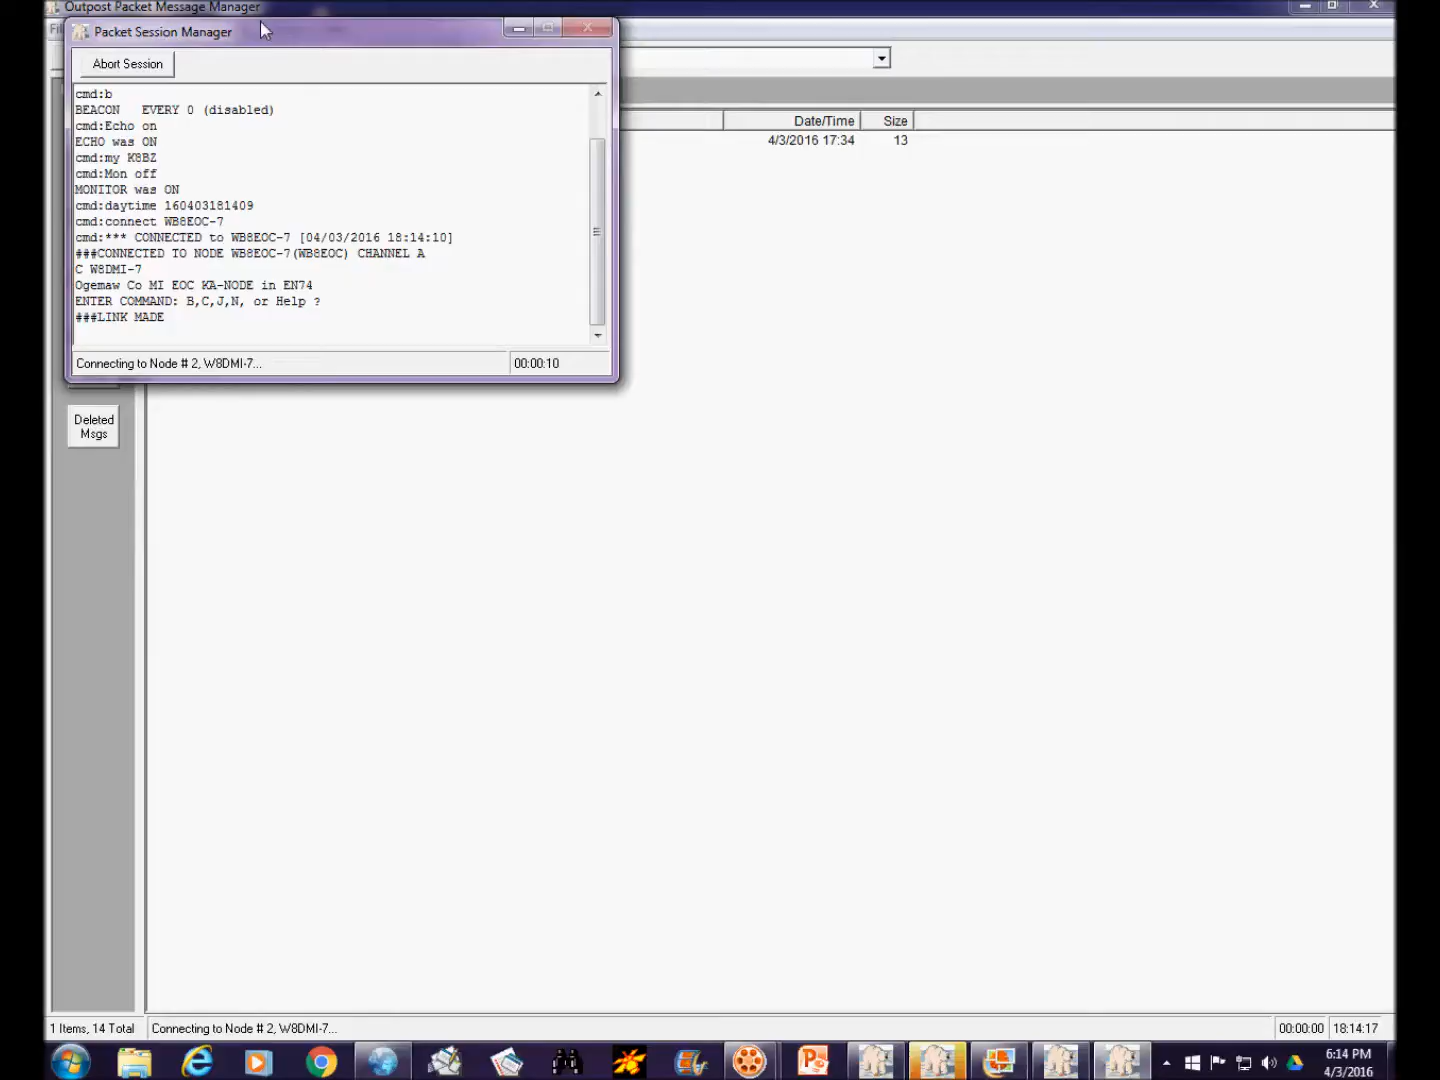 Outpost Packet Message Manager
Packet Session Manager
Abort Session
cmd:b
BEACON   EVERY 0 (disabled)
cmd:Echo on
ECHO was ON
cmd:my K8BZ
cmd:Mon off
MONITOR was ON
cmd:daytime 160403181409
cmd:connect WB8EOC-7
cmd:*** CONNECTED to WB8EOC-7 [04/03/2016 18:14:10]
###CONNECTED TO NODE WB8EOC-7(WB8EOC) CHANNEL A
C W8DMI-7
Ogemaw Co MI EOC KA-NODE in EN74
ENTER COMMAND: B,C,J,N, or Help ?
###LINK MADE
Connecting to Node # 2, W8DMI-7... 00:00:10
Date/Time Size
4/3/2016 17:34 13
Deleted
Msgs
1 Items, 14 Total Connecting to Node # 2, W8DMI-7... 00:00:00 18:14:17
6:14 PM
4/3/2016